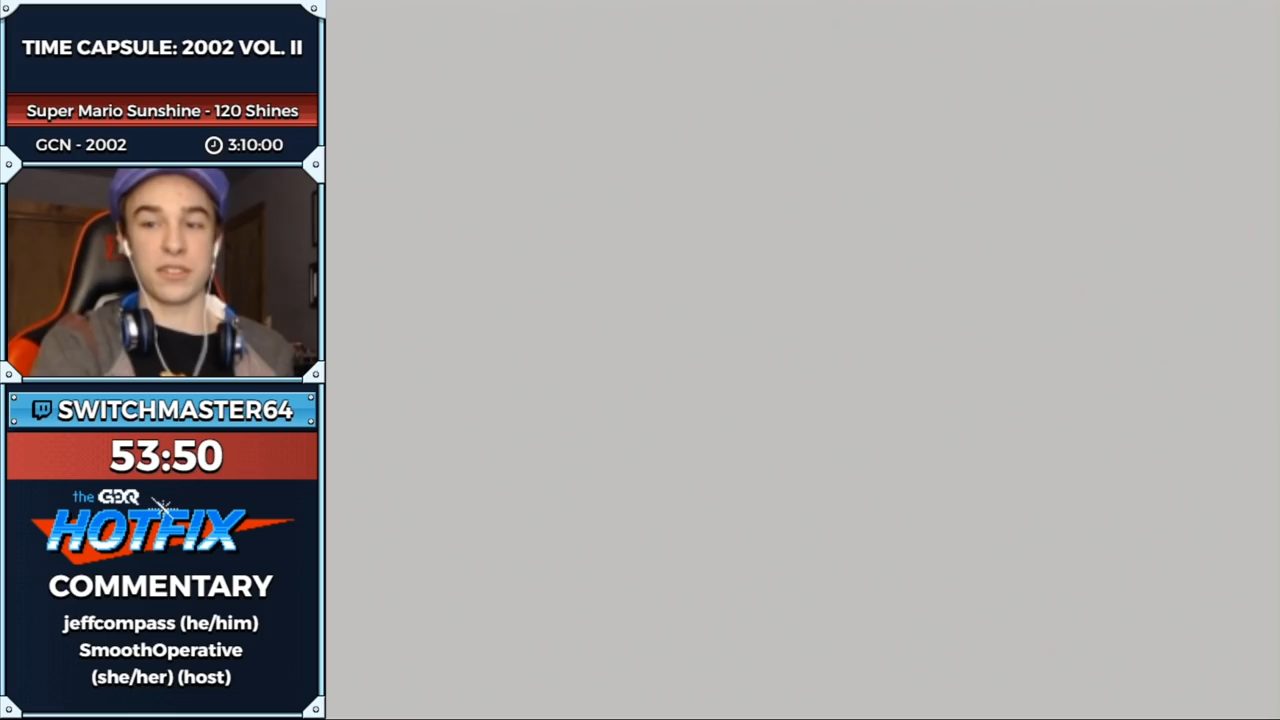 TIME CAPSULE: 2002 VOL. II
Super Mario Sunshine - 120 Shines
GCN - 2002 3:10:00
SWITCHMASTER64
53:50
the GDQ
HOTFIX
COMMENTARY
jeffcompass (he/him)
SmoothOperative
(she/her) (host)